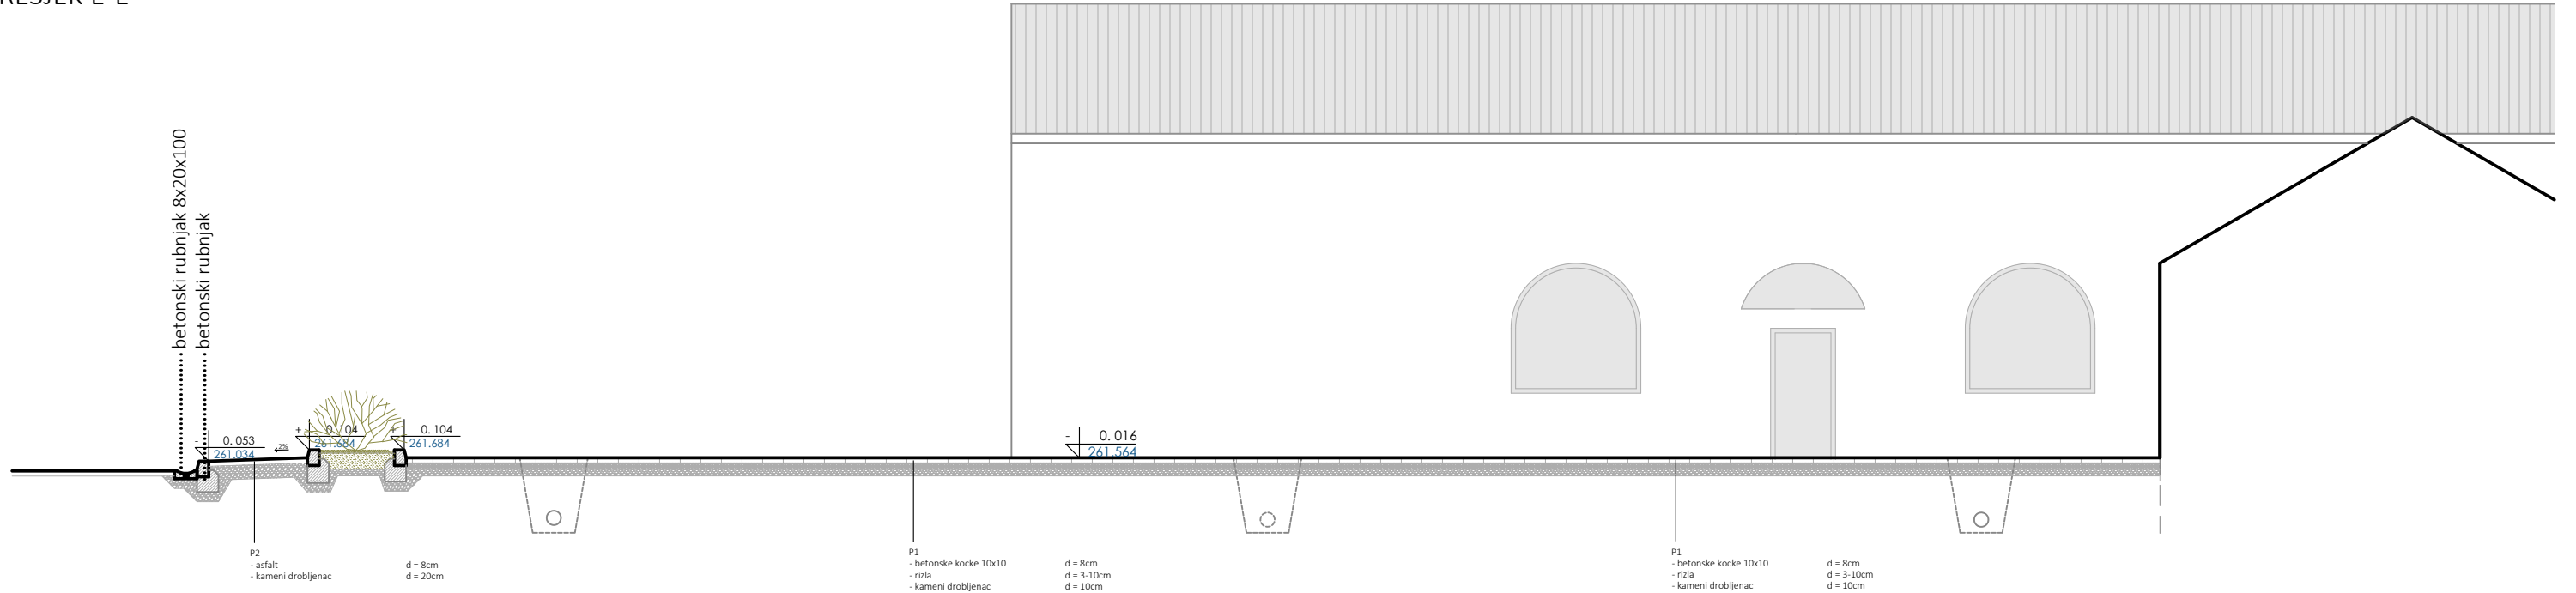 betonski rubnjak 8x20x100
betonski rubnjak
- 0. 053
261.034
2%
+ 0. 104
261.684
+ 0. 104
261.684
- 0. 016
261.564
P2
- asfalt d = 8cm
- kameni drobljenac d = 20cm
P1
- betonske kocke 10x10 d = 8cm
- rizla d = 3-10cm
- kameni drobljenac d = 10cm
P1
- betonske kocke 10x10 d = 8cm
- rizla d = 3-10cm
- kameni drobljenac d = 10cm